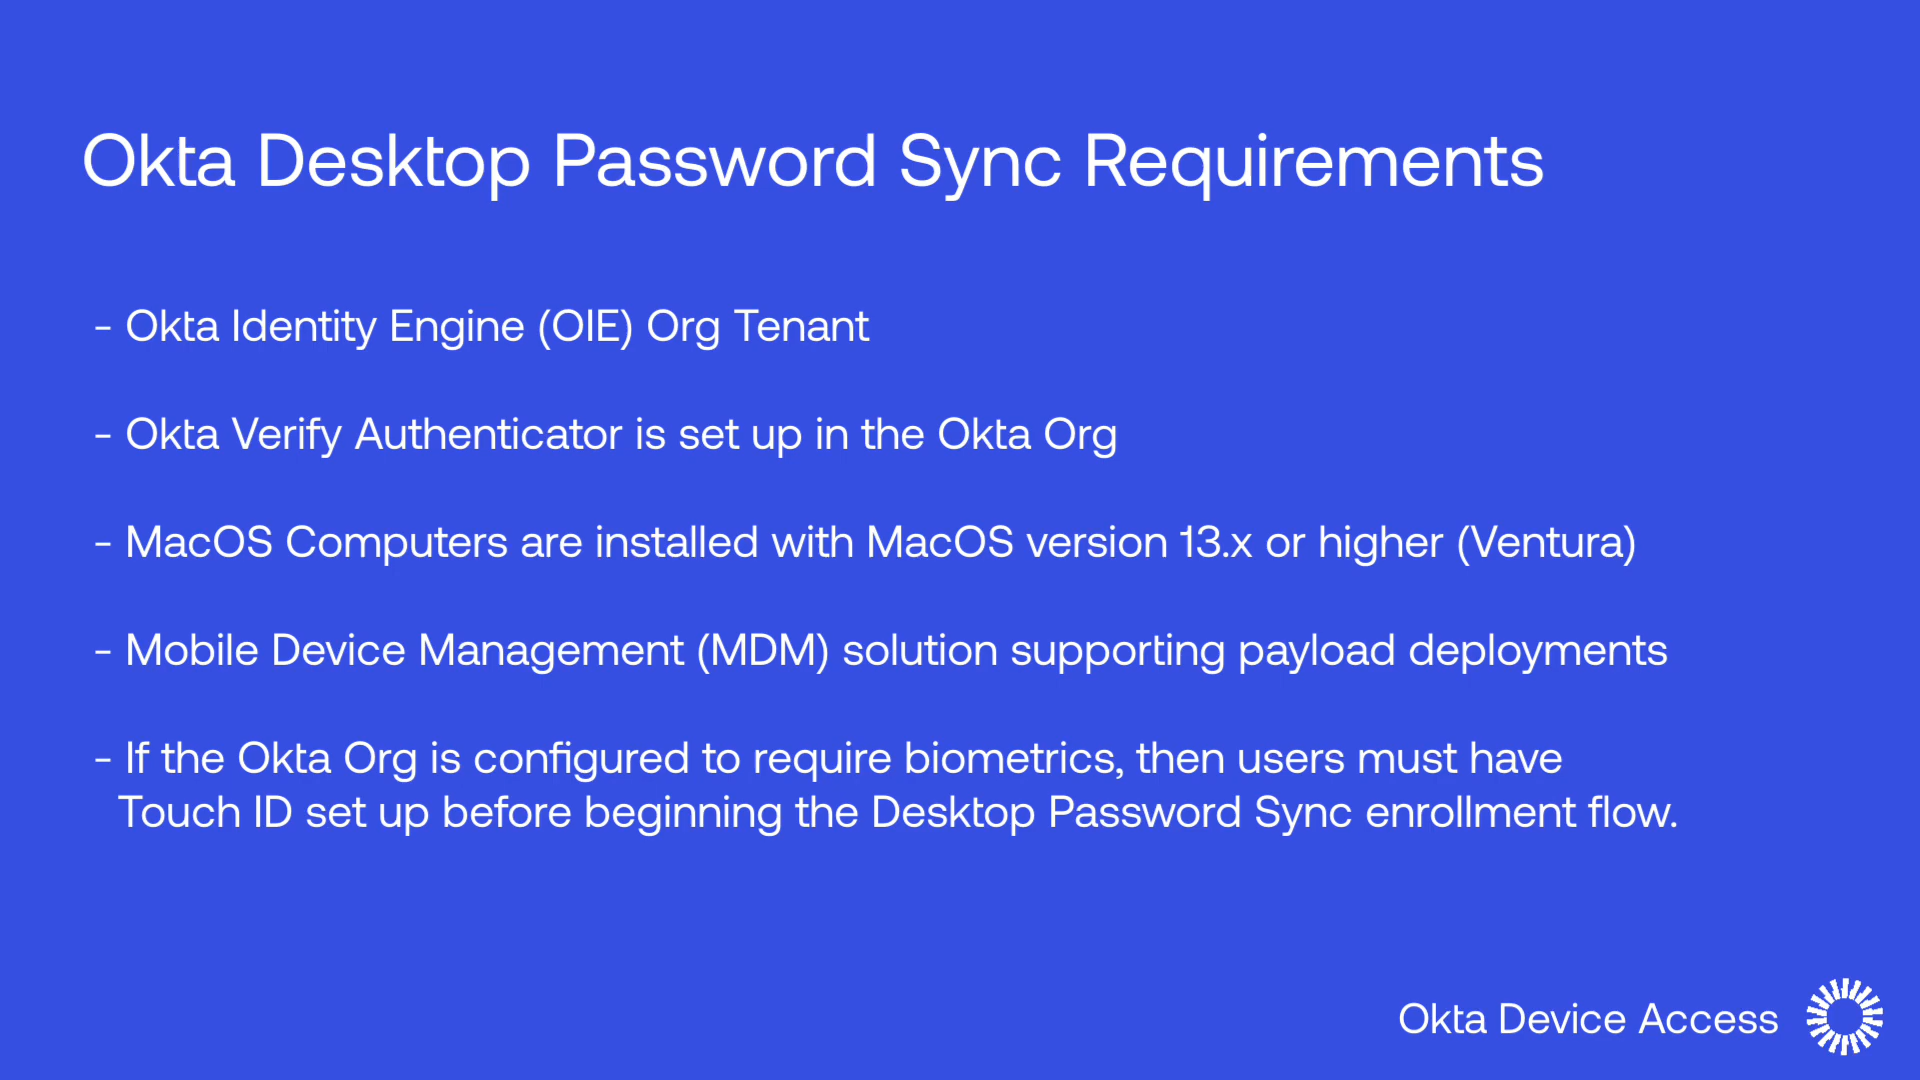 Okta Desktop Password Sync Requirements
- Okta Identity Engine (OIE) Org Tenant
- Okta Verify Authenticator is set up in the Okta Org
- MacOS Computers are installed with MacOS version 13.x or higher (Ventura)
- Mobile Device Management (MDM) solution supporting payload deployments
- If the Okta Org is configured to require biometrics, then users must have
Touch ID set up before beginning the Desktop Password Sync enrollment flow.
Okta Device Access